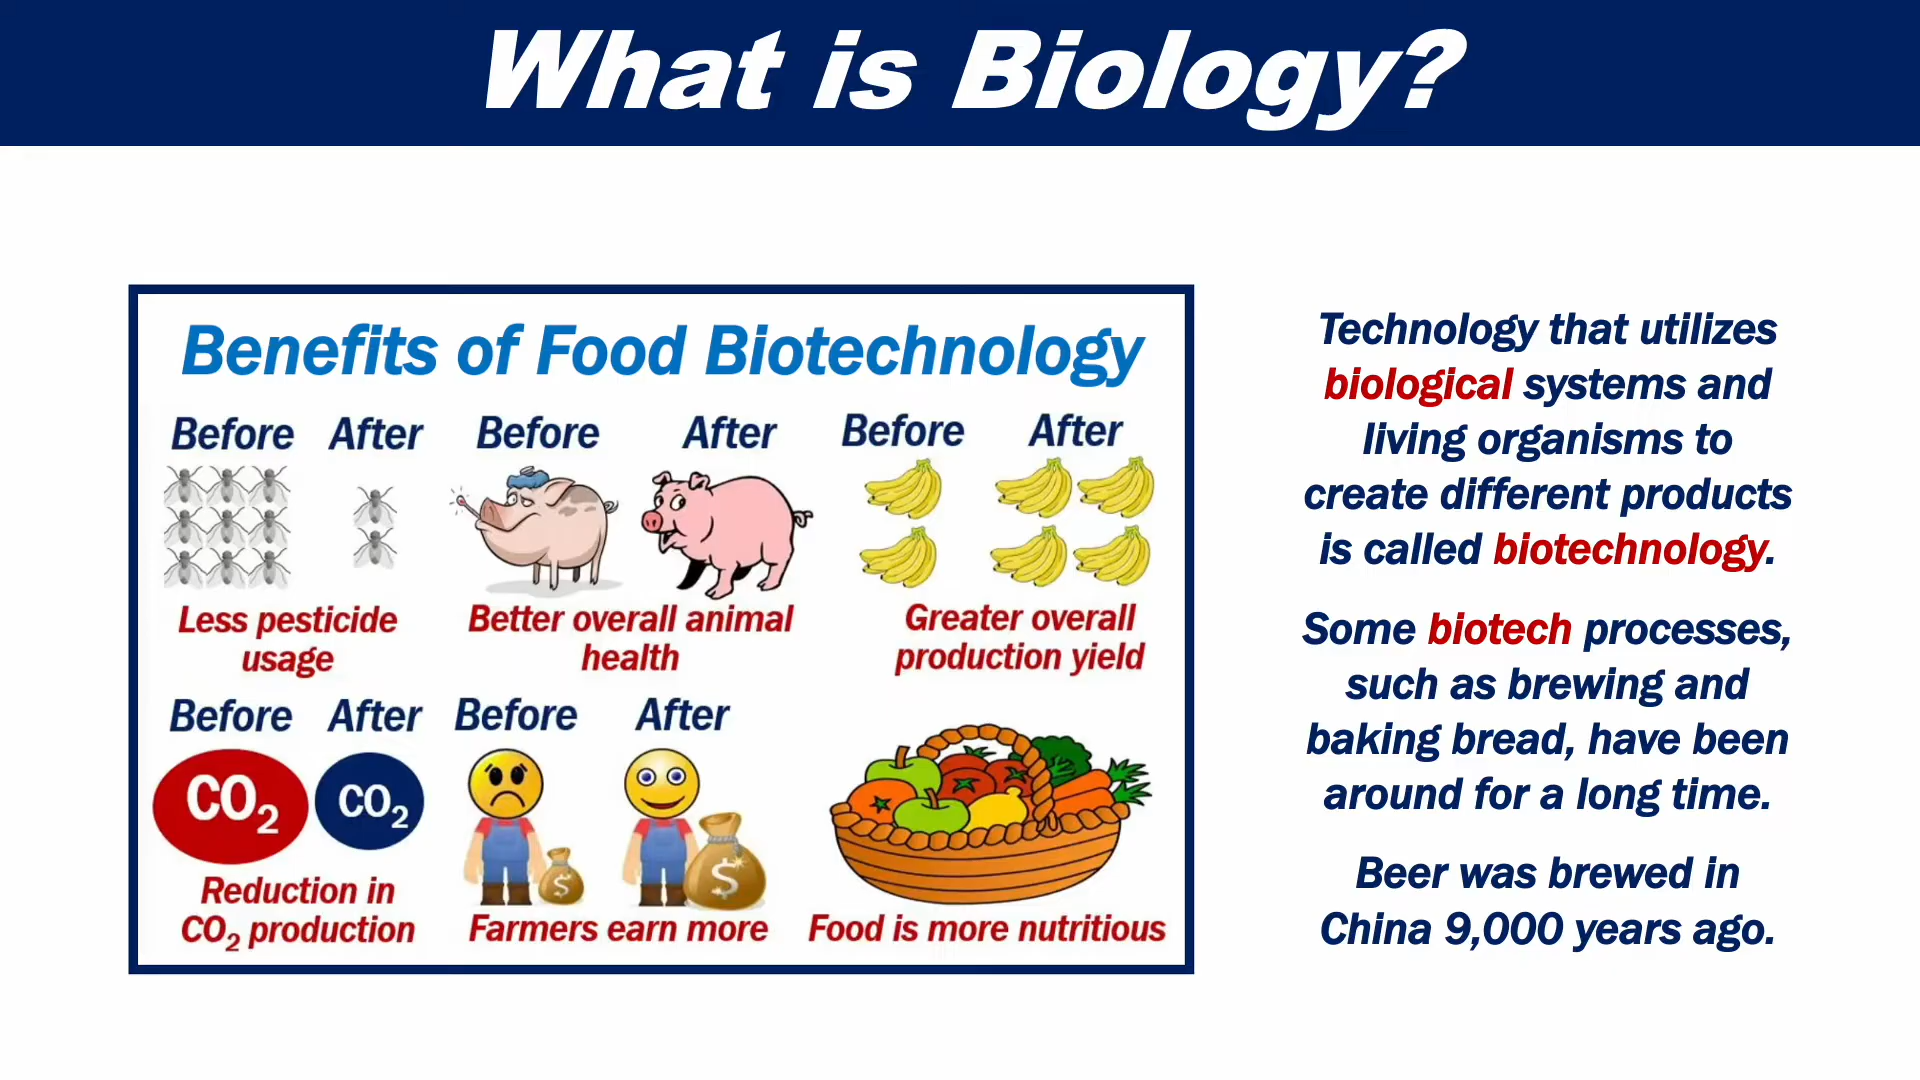 What is Biology?
Benefits of Food Biotechnology
Before After
Less pesticide
usage
Before After
Better overall animal
health
Before After
Greater overall
production yield
Before After
CO₂ CO₂
Reduction in
CO₂ production
Before After
$ $
Farmers earn more
Food is more nutritious
Technology that utilizes
biological systems and
living organisms to
create different products
is called biotechnology.
Some biotech processes,
such as brewing and
baking bread, have been
around for a long time.
Beer was brewed in
China 9,000 years ago.